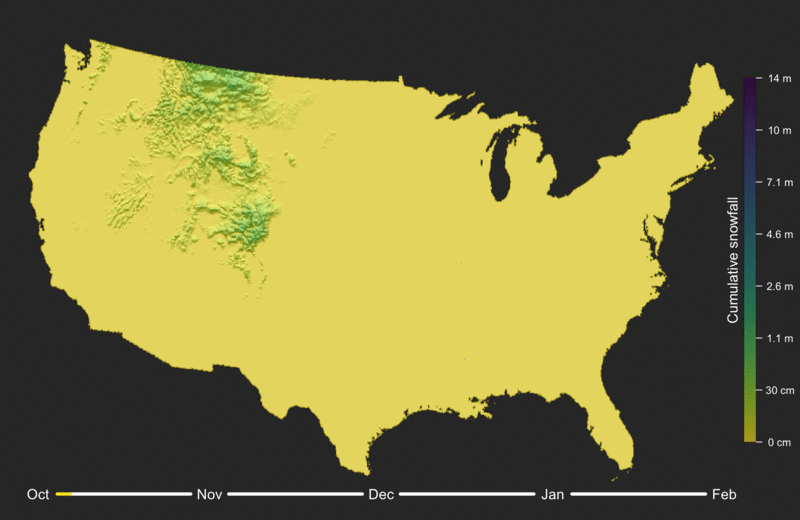 14 m
10 m
7.1 m
4.6 m
2.6 m
1.1 m
30 cm
0 cm
Cumulative snowfall
Oct Nov Dec Jan Feb